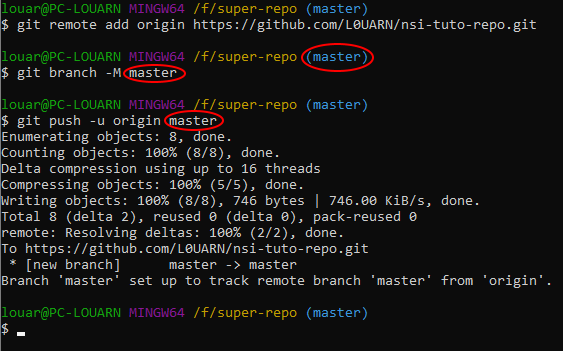 louar@PC-LOUARN MINGW64 /f/super-repo (master)
$ git remote add origin https://github.com/L0UARN/nsi-tuto-repo.git
louar@PC-LOUARN MINGW64 /f/super-repo (master)
$ git branch -M master
louar@PC-LOUARN MINGW64 /f/super-repo (master)
$ git push -u origin master
Enumerating objects: 8, done.
Counting objects: 100% (8/8), done.
Delta compression using up to 16 threads
Compressing objects: 100% (5/5), done.
Writing objects: 100% (8/8), 746 bytes | 746.00 KiB/s, done.
Total 8 (delta 2), reused 0 (delta 0), pack-reused 0
remote: Resolving deltas: 100% (2/2), done.
To https://github.com/L0UARN/nsi-tuto-repo.git
 * [new branch]      master -> master
Branch 'master' set up to track remote branch 'master' from 'origin'.
louar@PC-LOUARN MINGW64 /f/super-repo (master)
$